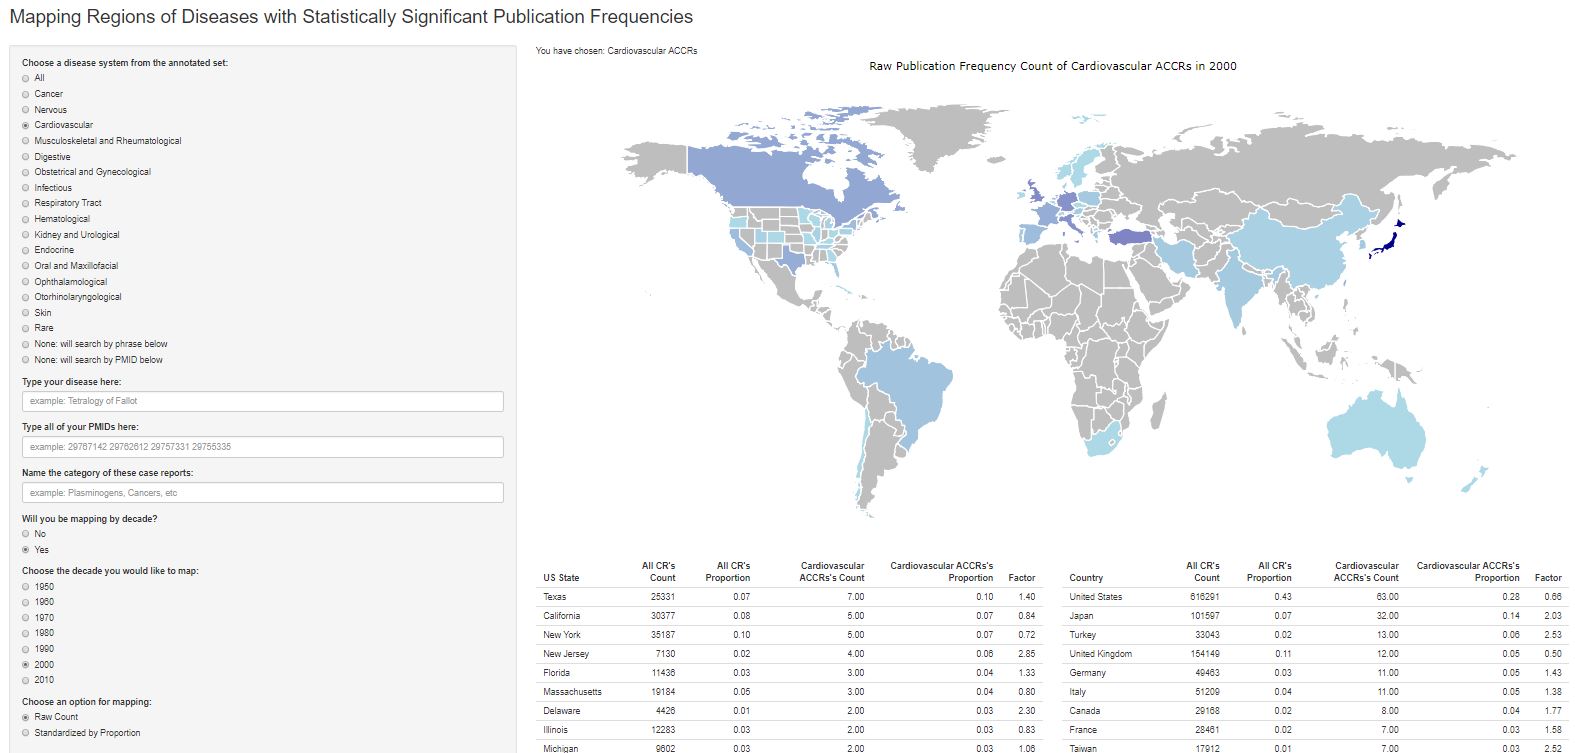 Mapping Regions of Diseases with Statistically Significant Publication Frequencies
Choose a disease system from the annotated set:
All
Cancer
Nervous
Cardiovascular
Musculoskeletal and Rheumatological
Digestive
Obstetrical and Gynecological
Infectious
Respiratory Tract
Hematological
Kidney and Urological
Endocrine
Oral and Maxillofacial
Ophthalamological
Otorhinolaryngological
Skin
Rare
None: will search by phrase below
None: will search by PMID below
Type your disease here:
example: Tetralogy of Fallot
Type all of your PMIDs here:
example: 29767142 29762612 29757331 29755335
Name the category of these case reports:
example: Plasminogens, Cancers, etc
Will you be mapping by decade?
No
Yes
Choose the decade you would like to map:
1950
1960
1970
1980
1990
2000
2010
Choose an option for mapping:
Raw Count
Standardized by Proportion
You have chosen: Cardiovascular ACCRs
Raw Publication Frequency Count of Cardiovascular ACCRs in 2000
All CR's All CR's Cardiovascular Cardiovascular ACCRs's
US State Count Proportion ACCRs's Count Proportion Factor
Texas 25331 0.07 7.00 0.10 1.40
California 30377 0.08 5.00 0.07 0.84
New York 35187 0.10 5.00 0.07 0.72
New Jersey 7130 0.02 4.00 0.06 2.85
Florida 11436 0.03 3.00 0.04 1.33
Massachusetts 19184 0.05 3.00 0.04 0.80
Delaware 4426 0.01 2.00 0.03 2.30
Illinois 12283 0.03 2.00 0.03 0.83
Michigan 9602 0.03 2.00 0.03 1.06
All CR's All CR's Cardiovascular Cardiovascular ACCRs's
Country Count Proportion ACCRs's Count Proportion Factor
United States 616291 0.43 63.00 0.28 0.66
Japan 101597 0.07 32.00 0.14 2.03
Turkey 33043 0.02 13.00 0.06 2.53
United Kingdom 154149 0.11 12.00 0.05 0.50
Germany 49463 0.03 11.00 0.05 1.43
Italy 51209 0.04 11.00 0.05 1.38
Canada 29168 0.02 8.00 0.04 1.77
France 28461 0.02 7.00 0.03 1.58
Taiwan 17912 0.01 7.00 0.03 2.52